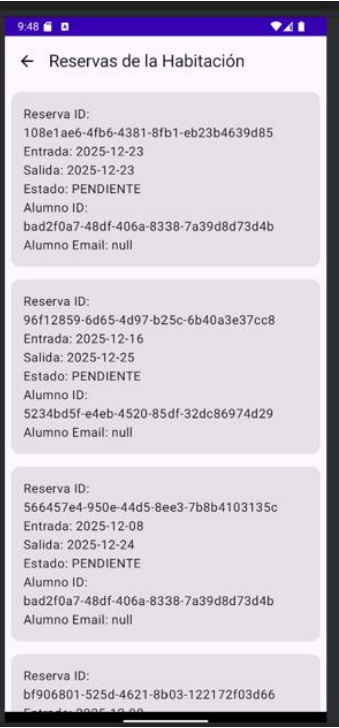 9:48
Reservas de la Habitación
Reserva ID:
108e1ae6-4fb6-4381-8fb1-eb23b4639d85
Entrada: 2025-12-23
Salida: 2025-12-23
Estado: PENDIENTE
Alumno ID:
bad2f0a7-48df-406a-8338-7a39d8d73d4b
Alumno Email: null
Reserva ID:
96f12859-6d65-4d97-b25c-6b40a3e37cc8
Entrada: 2025-12-16
Salida: 2025-12-25
Estado: PENDIENTE
Alumno ID:
5234bd5f-e4eb-4520-85df-32dc86974d29
Alumno Email: null
Reserva ID:
566457e4-950e-44d5-8ee3-7b8b4103135c
Entrada: 2025-12-08
Salida: 2025-12-24
Estado: PENDIENTE
Alumno ID:
bad2f0a7-48df-406a-8338-7a39d8d73d4b
Alumno Email: null
Reserva ID:
bf906801-525d-4621-8b03-122172f03d66